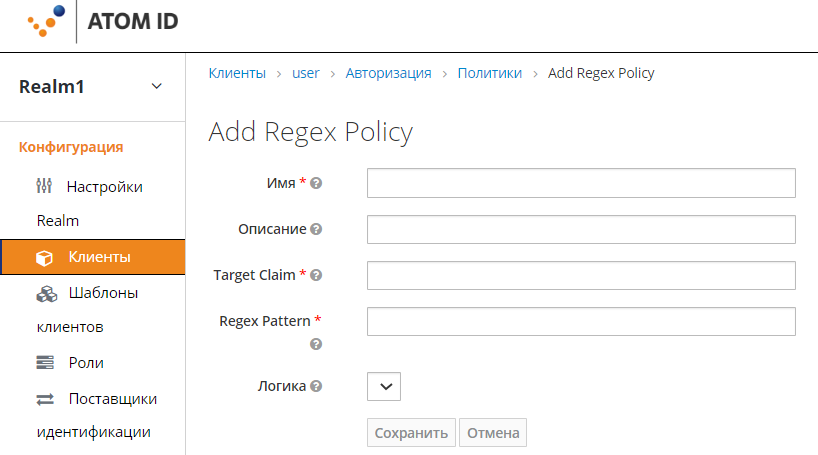 ATOM ID
Realm1
Клиенты > user > Авторизация > Политики > Add Regex Policy
Конфигурация
Настройки
Realm
Клиенты
Шаблоны
клиентов
Роли
Поставщики
идентификации
Add Regex Policy
Имя *
Описание
Target Claim *
Regex Pattern *
Логика
Сохранить Отмена